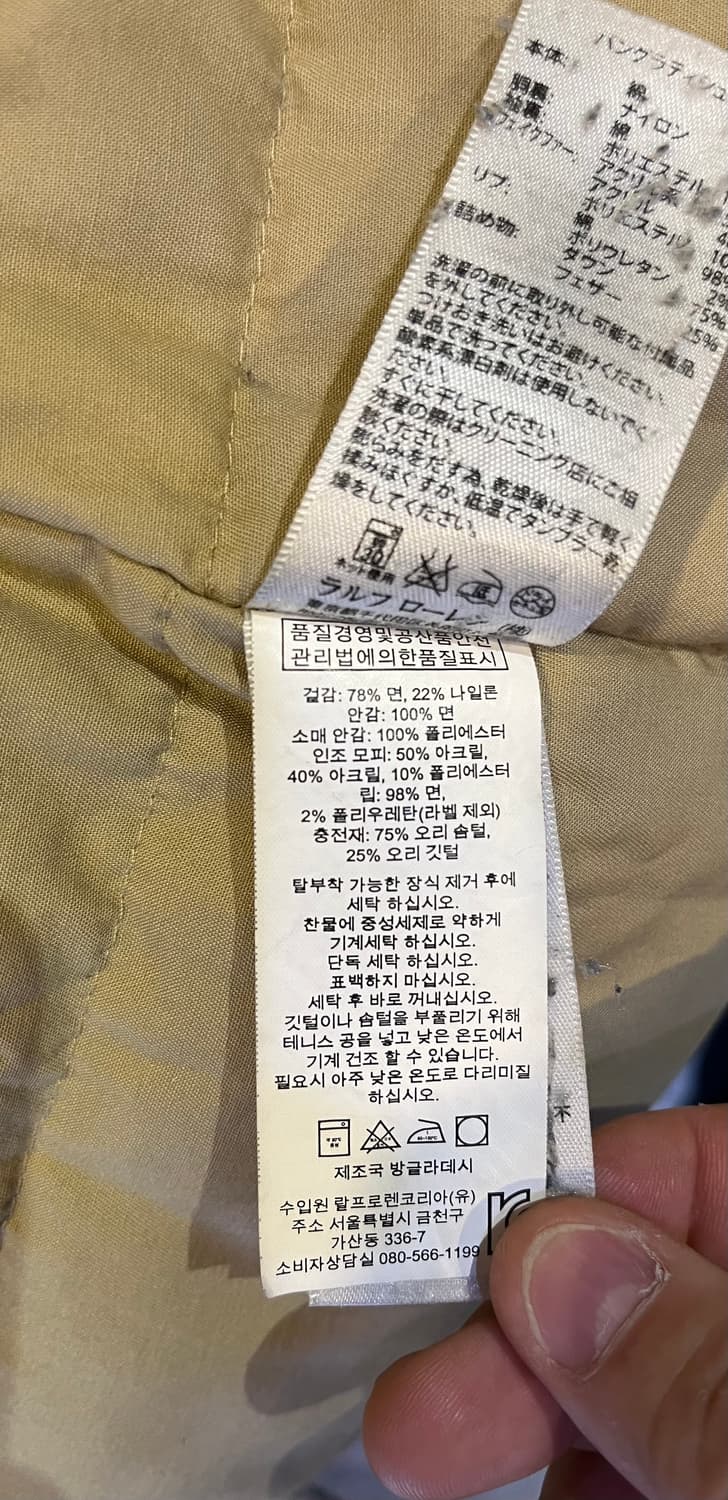 バングラデシュ
本体: 綿
ナイロン
胴裏: 綿
袖裏: ポリエステル
フェイクファー: アクリル系
アクリル
ポリエステル
リブ: 綿
ポリウレタン
詰め物: ダウン 75%
フェザー 25%
洗濯の前に取り外し可能な付属品
を外してください。
つけおき洗いはお避けください。
単品で洗ってください。
酸素系漂白剤は使用しないでく
ださい。
すぐに干してください。
洗濯の際はクリーニング店にご相
談ください。
膨らみをだす為、乾燥後は手で軽く
揉みほぐすか、低温でタンブラー乾
燥をしてください。
30
ネット使用
ラルフ ローレン (株)
품질경영및공산품안전
관리법에의한품질표시
겉감: 78% 면, 22% 나일론
안감: 100% 면
소매 안감: 100% 폴리에스터
인조 모피: 50% 아크릴,
40% 아크릴, 10% 폴리에스터
립: 98% 면,
2% 폴리우레탄(라벨 제외)
충전재: 75% 오리 솜털,
25% 오리 깃털
탈부착 가능한 장식 제거 후에
세탁 하십시오.
찬물에 중성세제로 약하게
기계세탁 하십시오.
단독 세탁 하십시오.
표백하지 마십시오.
세탁 후 바로 꺼내십시오.
깃털이나 솜털을 부풀리기 위해
테니스 공을 넣고 낮은 온도에서
기계 건조 할 수 있습니다.
필요시 아주 낮은 온도로 다리미질
하십시오.
不
제조국 방글라데시
수입원 랄프로렌코리아(유)
주소 서울특별시 금천구
가산동 336-7
소비자상담실 080-566-1199